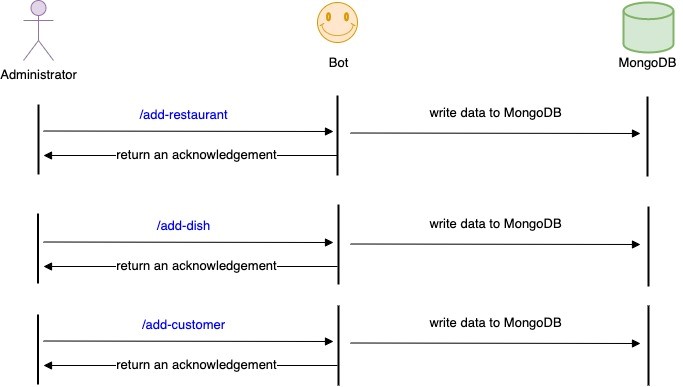 Administrator
Bot
MongoDB
/add-restaurant
write data to MongoDB
return an acknowledgement
/add-dish
write data to MongoDB
return an acknowledgement
/add-customer
write data to MongoDB
return an acknowledgement